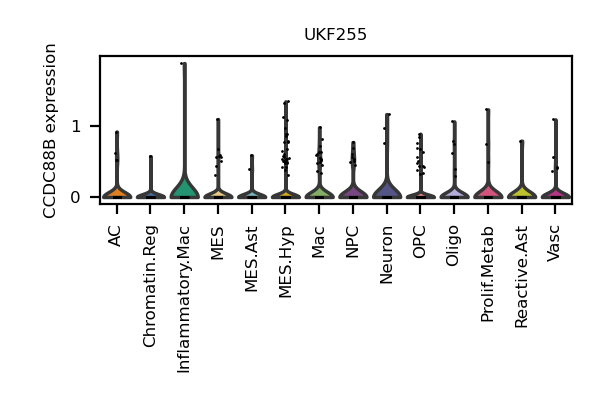 UKF255
CCDC88B expression
1
0
AC
Chromatin.Reg
Inflammatory.Mac
MES
MES.Ast
MES.Hyp
Mac
NPC
Neuron
OPC
Oligo
Prolif.Metab
Reactive.Ast
Vasc